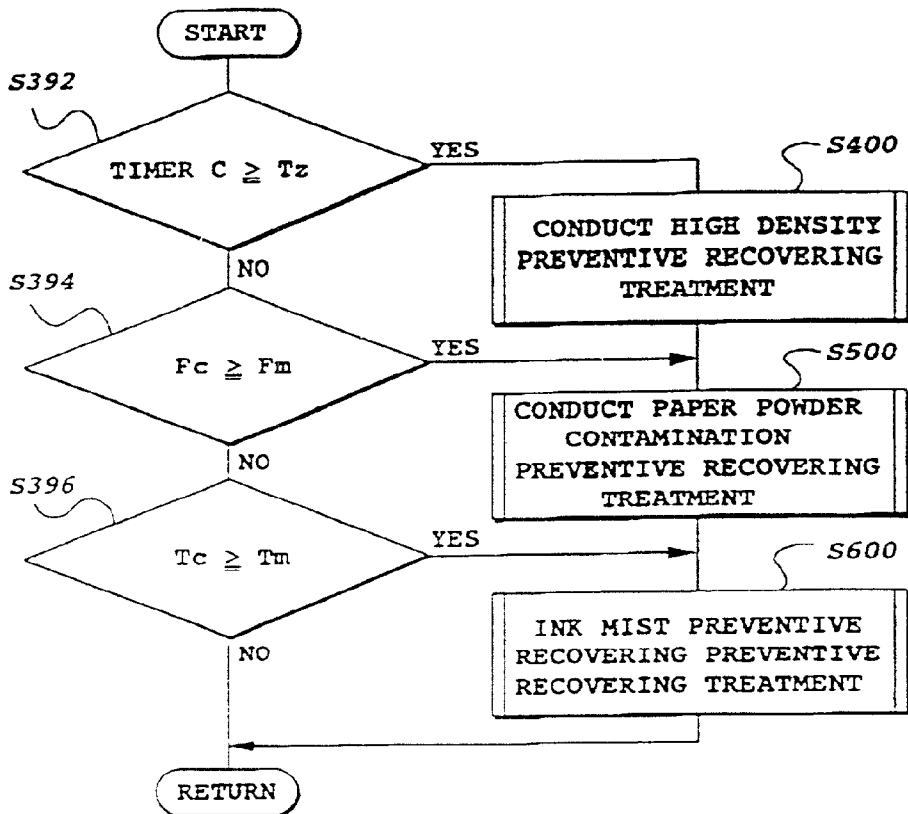 START
S392
TIMER C ≧ Tz
YES
S400
CONDUCT HIGH DENSITY
PREVENTIVE RECOVERING
TREATMENT
NO
S394
Fc ≧ Fm
YES
S500
CONDUCT PAPER POWDER
CONTAMINATION
PREVENTIVE RECOVERING
TREATMENT
NO
S396
Tc ≧ Tm
YES
S600
INK MIST PREVENTIVE
RECOVERING PREVENTIVE
RECOVERING TREATMENT
NO
RETURN